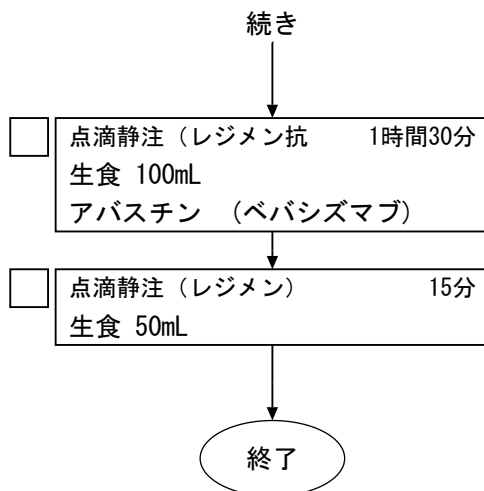 続き
点滴静注（レジメン抗 1時間30分
生食 100mL
アバスチン （ベバシズマブ）
点滴静注（レジメン） 15分
生食 50mL
終了